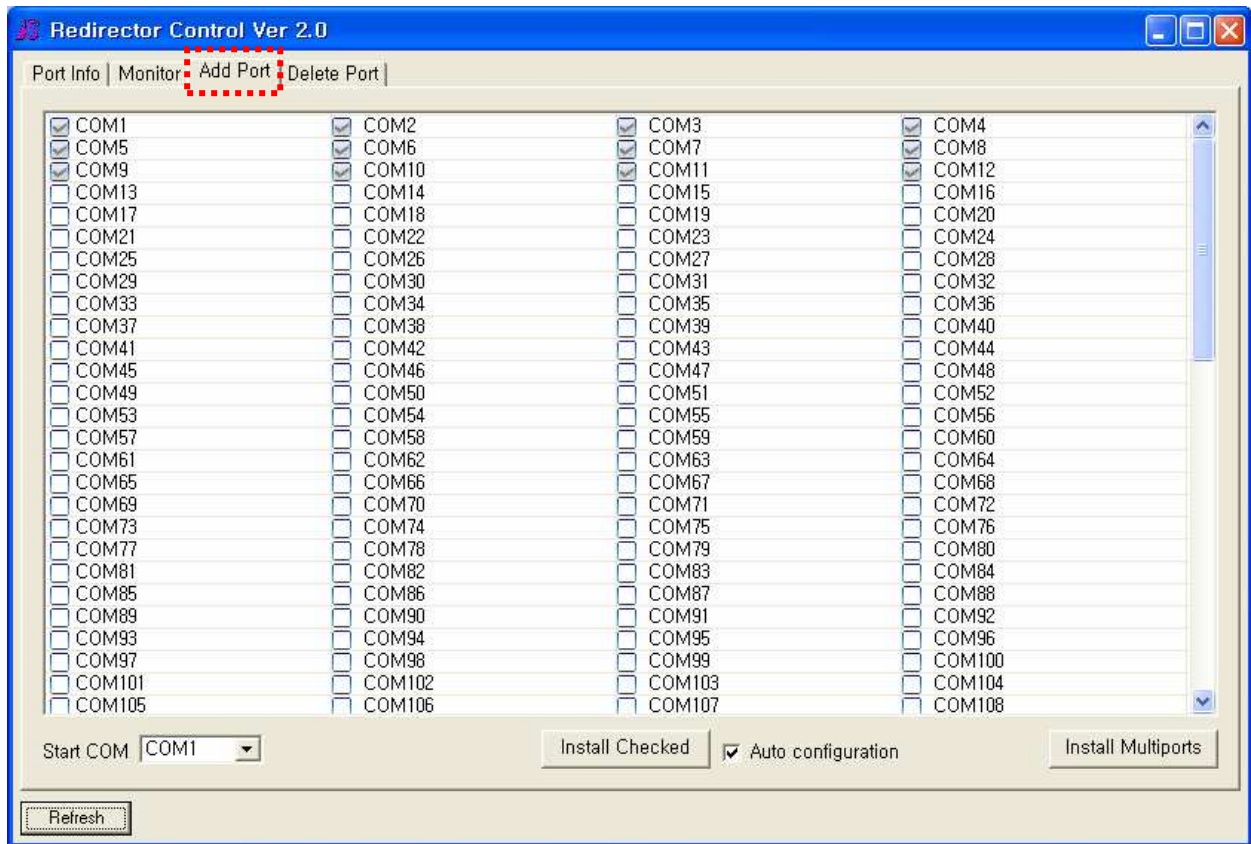 Redirector Control Ver 2.0
Port Info Monitor Add Port Delete Port
COM1 COM2 COM3 COM4
COM5 COM6 COM7 COM8
COM9 COM10 COM11 COM12
COM13 COM14 COM15 COM16
COM17 COM18 COM19 COM20
COM21 COM22 COM23 COM24
COM25 COM26 COM27 COM28
COM29 COM30 COM31 COM32
COM33 COM34 COM35 COM36
COM37 COM38 COM39 COM40
COM41 COM42 COM43 COM44
COM45 COM46 COM47 COM48
COM49 COM50 COM51 COM52
COM53 COM54 COM55 COM56
COM57 COM58 COM59 COM60
COM61 COM62 COM63 COM64
COM65 COM66 COM67 COM68
COM69 COM70 COM71 COM72
COM73 COM74 COM75 COM76
COM77 COM78 COM79 COM80
COM81 COM82 COM83 COM84
COM85 COM86 COM87 COM88
COM89 COM90 COM91 COM92
COM93 COM94 COM95 COM96
COM97 COM98 COM99 COM100
COM101 COM102 COM103 COM104
COM105 COM106 COM107 COM108
Start COM COM1 Install Checked Auto configuration Install Multiports
Refresh